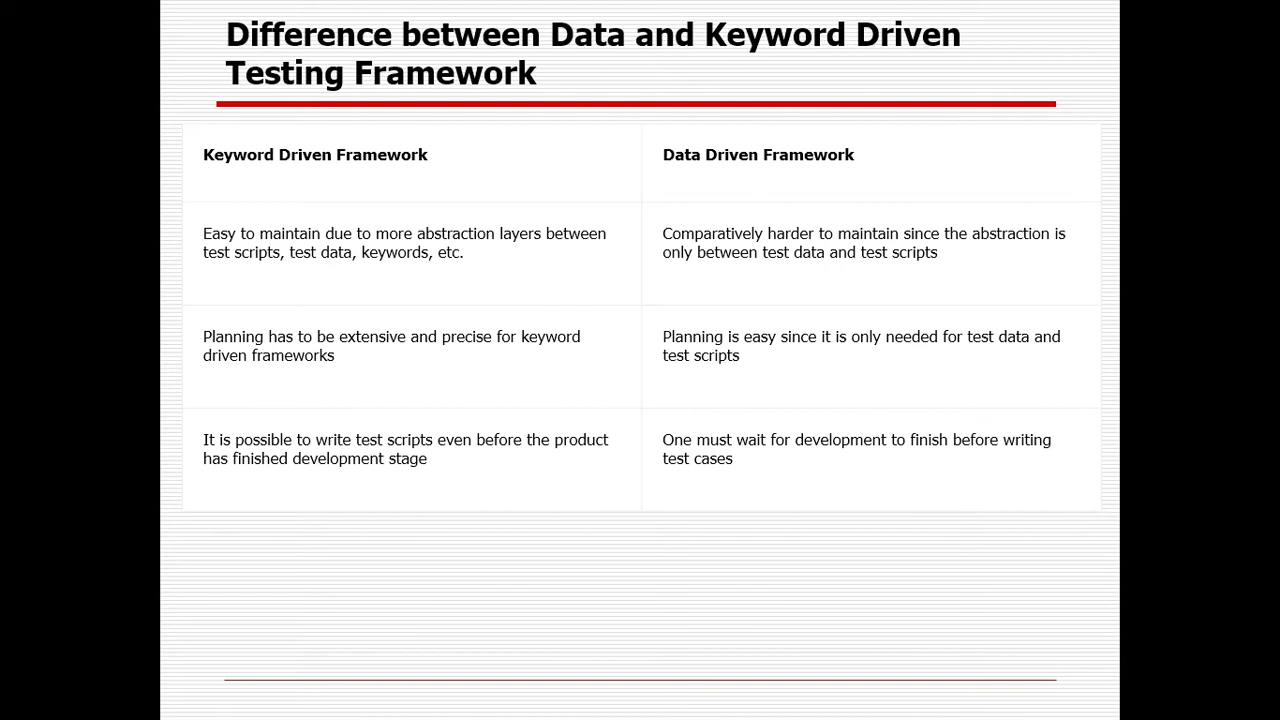 Difference between Data and Keyword Driven
Testing Framework
Keyword Driven Framework
Data Driven Framework
Easy to maintain due to more abstraction layers between
test scripts, test data, keywords, etc.
Comparatively harder to maintain since the abstraction is
only between test data and test scripts
Planning has to be extensive and precise for keyword
driven frameworks
Planning is easy since it is only needed for test data and
test scripts
It is possible to write test scripts even before the product
has finished development stage
One must wait for development to finish before writing
test cases